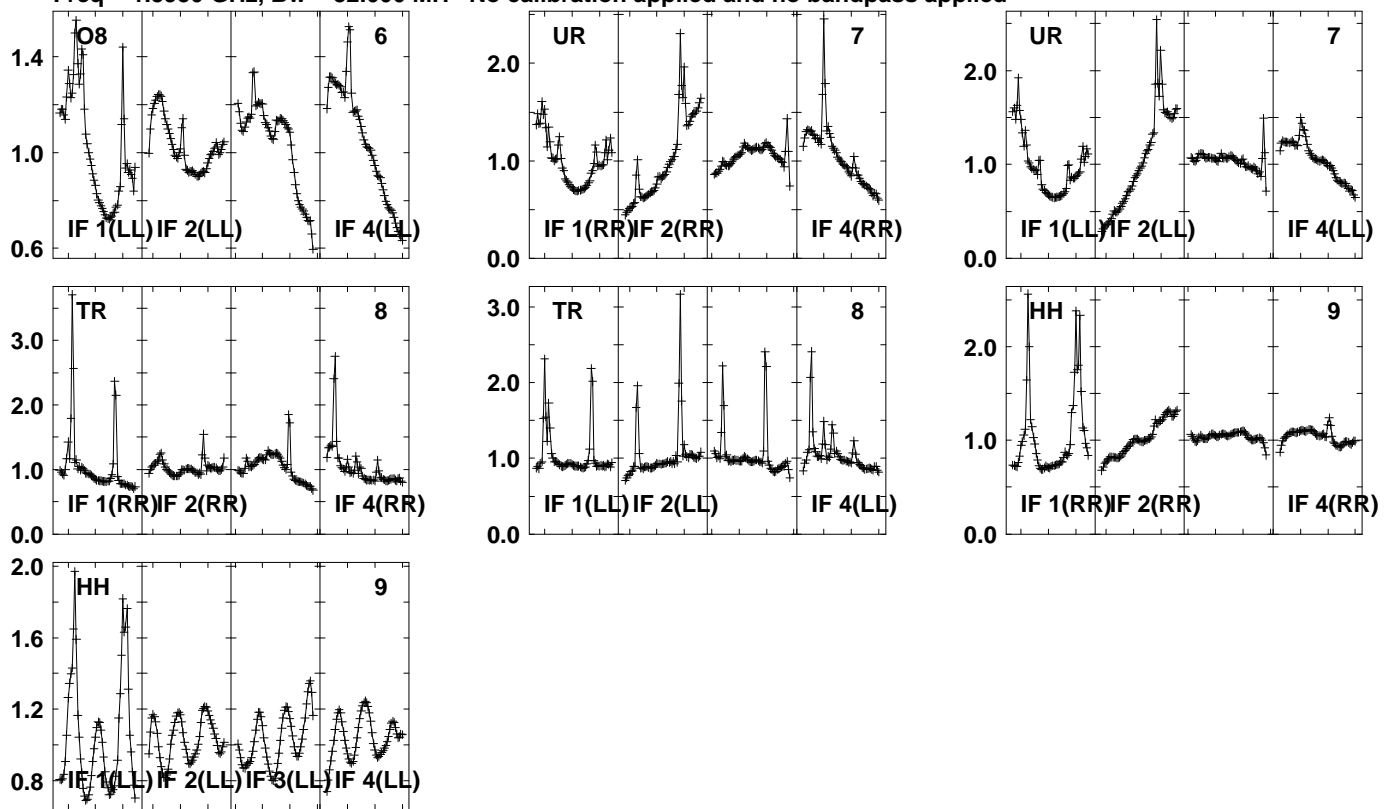 No calibration applied and no bandpass applied
O8 6
1.4
1.0
0.6
IF 1(LL) IF 2(LL) IF 4(LL)
UR 7
2.0
1.0
0.0
IF 1(RR) IF 2(RR) IF 4(RR)
UR 7
2.0
1.0
0.0
IF 1(LL) IF 2(LL) IF 4(LL)
TR 8
3.0
2.0
1.0
0.0
IF 1(RR) IF 2(RR) IF 4(RR)
TR 8
3.0
2.0
1.0
0.0
IF 1(LL) IF 2(LL) IF 4(LL)
HH 9
2.0
1.0
0.0
IF 1(RR) IF 2(RR) IF 4(RR)
HH 9
2.0
1.6
1.2
0.8
IF 1(LL) IF 2(LL) IF 3(LL) IF 4(LL)